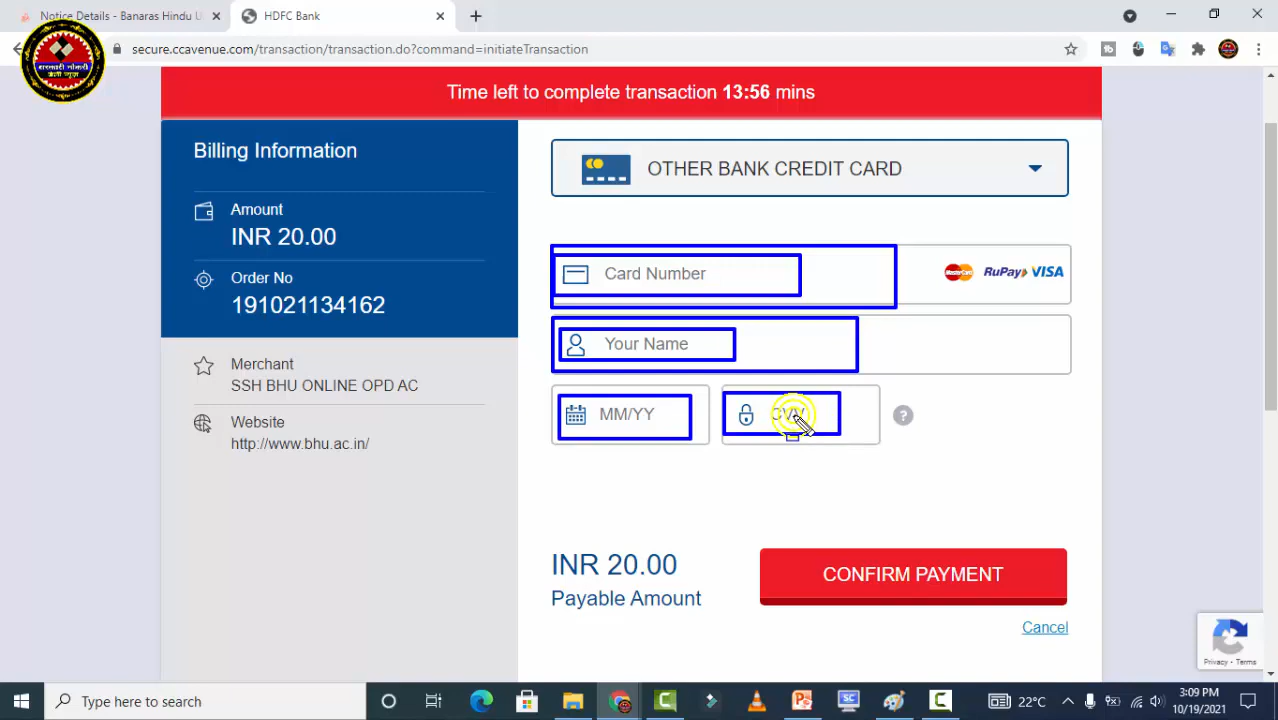 Notice Details - Banaras Hindu U
HDFC Bank
secure.ccavenue.com/transaction/transaction.do?command=initiateTransaction
सरकारी नौकरी
डेली न्यूज
Time left to complete transaction 13:56 mins
Billing Information
Amount
INR 20.00
Order No
191021134162
Merchant
SSH BHU ONLINE OPD AC
Website
http://www.bhu.ac.in/
OTHER BANK CREDIT CARD
Card Number
MasterCard RuPay VISA
Your Name
MM/YY
CVV
?
INR 20.00
Payable Amount
CONFIRM PAYMENT
Cancel
Privacy - Terms
Type here to search
22°C
3:09 PM
10/19/2021